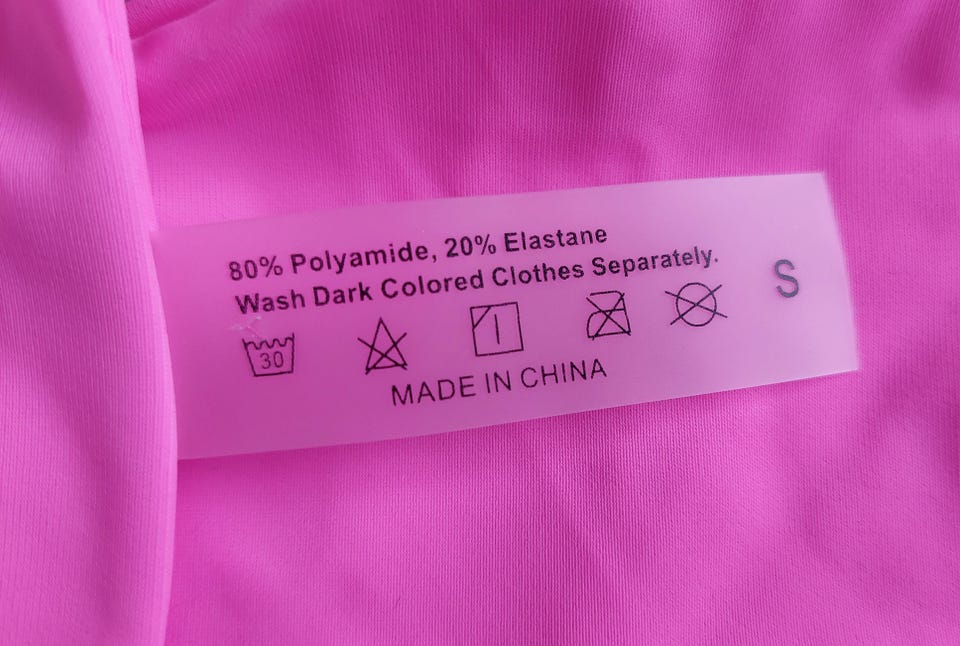 80% Polyamide, 20% Elastane
Wash Dark Colored Clothes Separately.
S
30
MADE IN CHINA